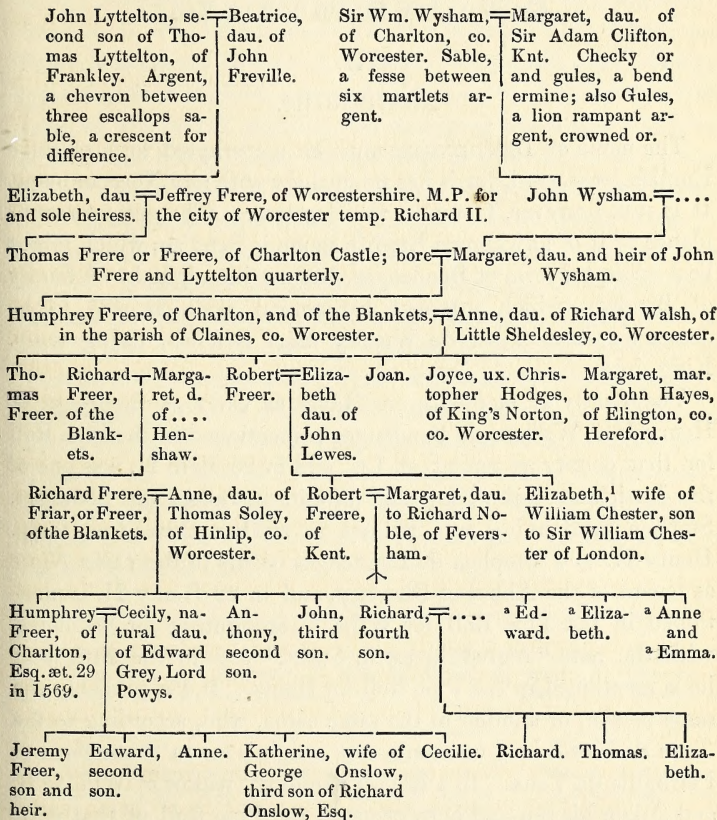 John Lyttelton, se-
cond son of Tho-
mas Lyttelton, of
Frankley. Argent,
a chevron between
three escallops sa-
ble, a crescent for
difference.
Beatrice,
dau. of
John
Freville.
Sir Wm. Wysham,
of Charlton, co.
Worcester. Sable,
a fesse between
six martlets ar-
gent.
Margaret, dau. of
Sir Adam Clifton,
Knt. Checky or
and gules, a bend
ermine; also Gules,
a lion rampant ar-
gent, crowned or.
Elizabeth, dau.
and sole heiress.
Jeffrey Frere, of Worcestershire. M.P. for
the city of Worcester temp. Richard II.
John Wysham. ....
Thomas Frere or Freere, of Charlton Castle; bore
Frere and Lyttelton quarterly.
Margaret, dau. and heir of John
Wysham.
Humphrey Freere, of Charlton, and of the Blankets,
in the parish of Claines, co. Worcester.
Anne, dau. of Richard Walsh, of
Little Sheldesley, co. Worcester.
Tho-
mas
Freer.
Richard
Freer,
of the
Blank-
ets.
Marga-
ret, d.
of ....
Hen-
shaw.
Robert
Freer.
Eliza-
beth
dau. of
John
Lewes.
Joan.
Joyce, ux. Chris-
topher Hodges,
of King's Norton,
co. Worcester.
Margaret, mar.
to John Hayes,
of Elington, co.
Hereford.
Richard Frere,
Friar, or Freer,
of the Blankets.
Anne, dau. of
Thomas Soley,
of Hinlip, co.
Worcester.
Robert
Freere,
of
Kent.
Margaret, dau.
to Richard No-
ble, of Fevers-
ham.
Elizabeth,¹ wife of
William Chester, son
to Sir William Ches-
ter of London.
Humphrey
Freer, of
Charlton,
Esq. æt. 29
in 1569.
Cecily, na-
tural dau.
of Edward
Grey, Lord
Powys.
An-
thony,
second
son.
John,
third
son.
Richard, ....
fourth
son.
ᵃ Ed-
ward.
ᵃ Eliza-
beth.
ᵃ Anne
and
ᵃ Emma.
Jeremy
Freer,
son and
heir.
Edward,
second
son.
Anne.
Katherine, wife of
George Onslow,
third son of Richard
Onslow, Esq.
Cecilie.
Richard.
Thomas.
Eliza-
beth.